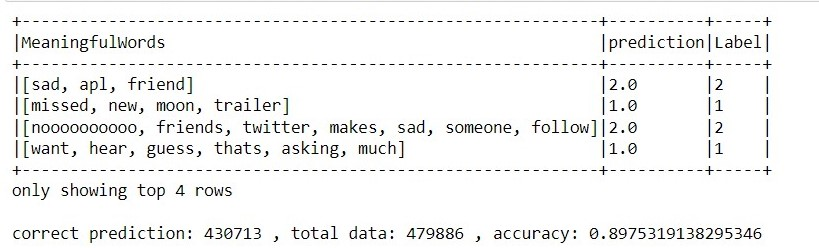 +----------------------------------------------------------+----------+-----+
|MeaningfulWords                                           |prediction|Label|
+----------------------------------------------------------+----------+-----+
|[sad, apl, friend]                                        |2.0       |2    |
|[missed, new, moon, trailer]                              |1.0       |1    |
|[nooooooooooo, friends, twitter, makes, sad, someone, follow]|2.0       |2    |
|[want, hear, guess, thats, asking, much]                  |1.0       |1    |
+----------------------------------------------------------+----------+-----+
only showing top 4 rows
correct prediction: 430713 , total data: 479886 , accuracy: 0.8975319138295346